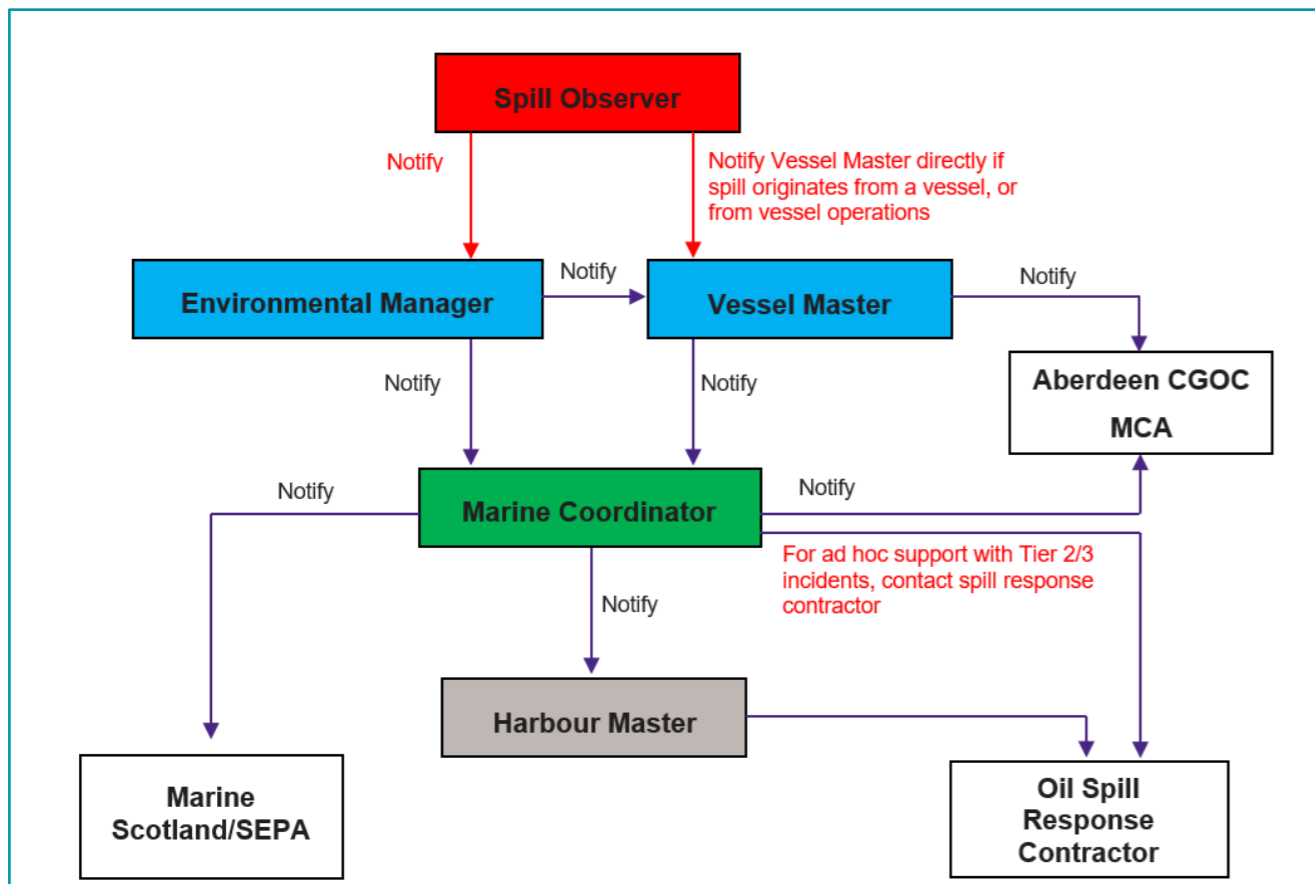 Spill Observer
Notify
Notify Vessel Master directly if
spill originates from a vessel, or
from vessel operations
Environmental Manager
Notify
Vessel Master
Notify
Aberdeen CGOC
MCA
Notify
Notify
Notify
Marine Coordinator
Notify
For ad hoc support with Tier 2/3
incidents, contact spill response
contractor
Notify
Harbour Master
Marine
Scotland/SEPA
Oil Spill
Response
Contractor